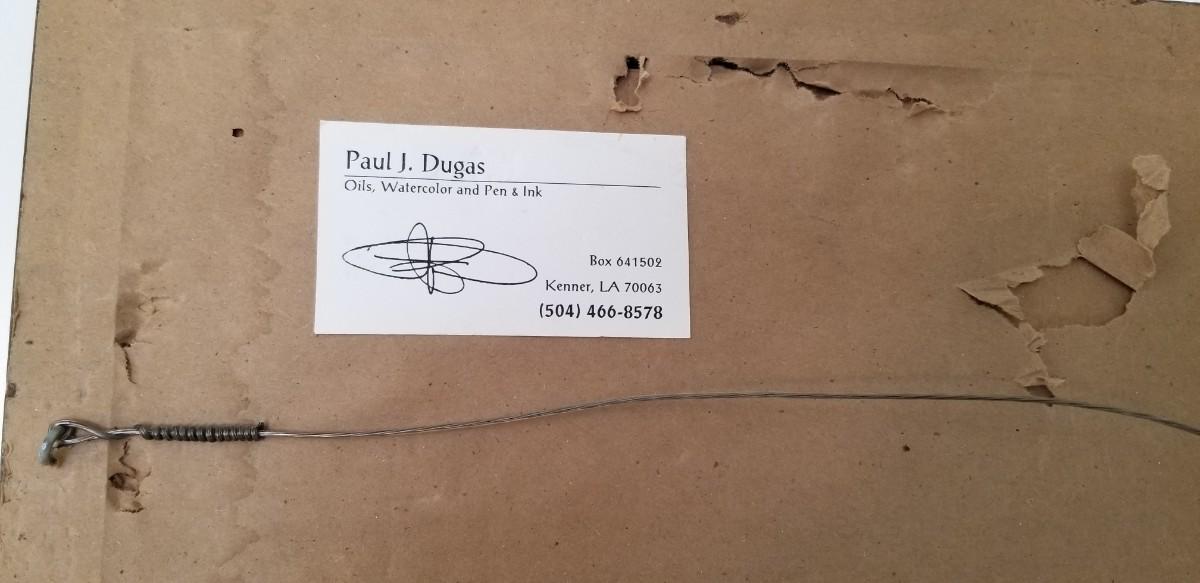 Paul J. Dugas
Oils, Watercolor and Pen & Ink
Box 641502
Kenner, LA 70063
(504) 466-8578